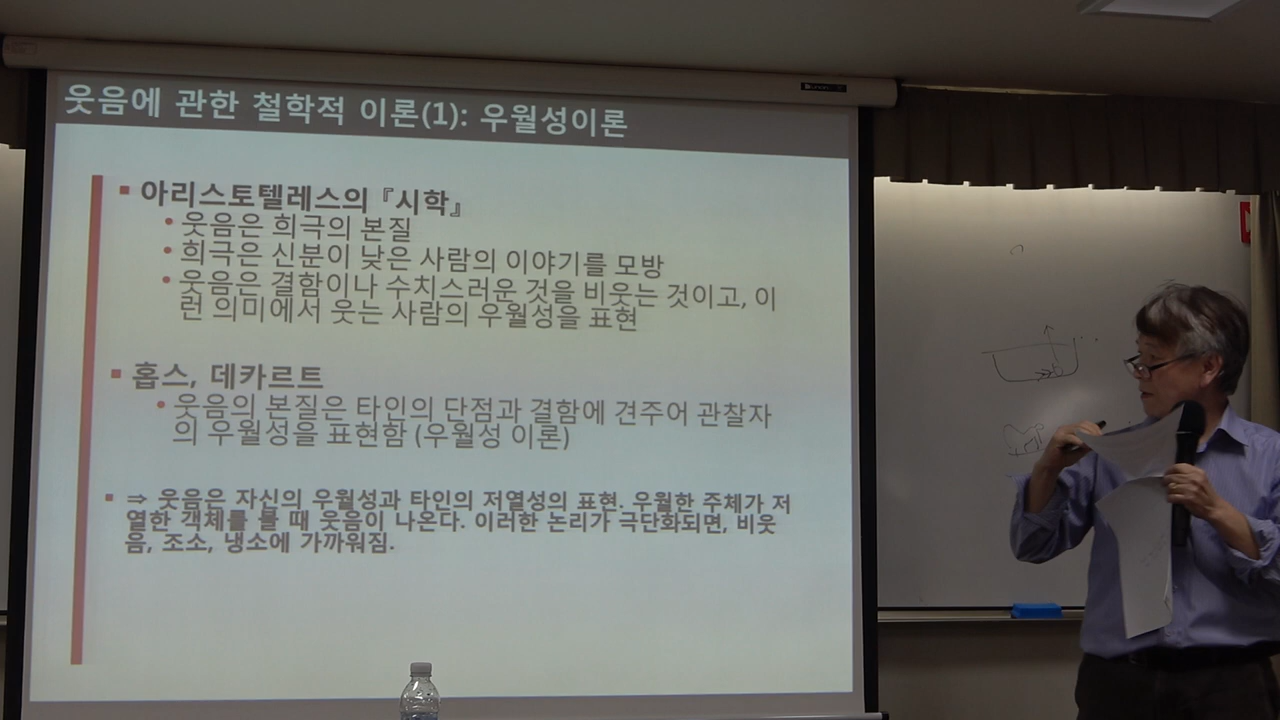 웃음에 관한 철학적 이론(1): 우월성이론
아리스토텔레스의 『시학』
웃음은 희극의 본질
희극은 신분이 낮은 사람의 이야기를 모방
웃음은 결함이나 수치스러운 것을 비웃는 것이고, 이
런 의미에서 웃는 사람의 우월성을 표현
홉스, 데카르트
웃음의 본질은 타인의 단점과 결함에 견주어 관찰자
의 우월성을 표현함 (우월성 이론)
⇒ 웃음은 자신의 우월성과 타인의 저열성의 표현. 우월한 주체가 저
열한 객체를 볼 때 웃음이 나온다. 이러한 논리가 극단화되면, 비웃
음, 조소, 냉소에 가까워짐.